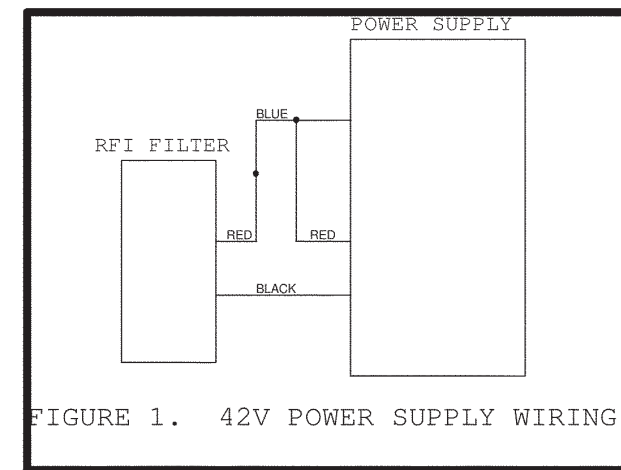 POWER SUPPLY
BLUE
RFI FILTER
RED RED
BLACK
FIGURE 1. 42V POWER SUPPLY WIRING